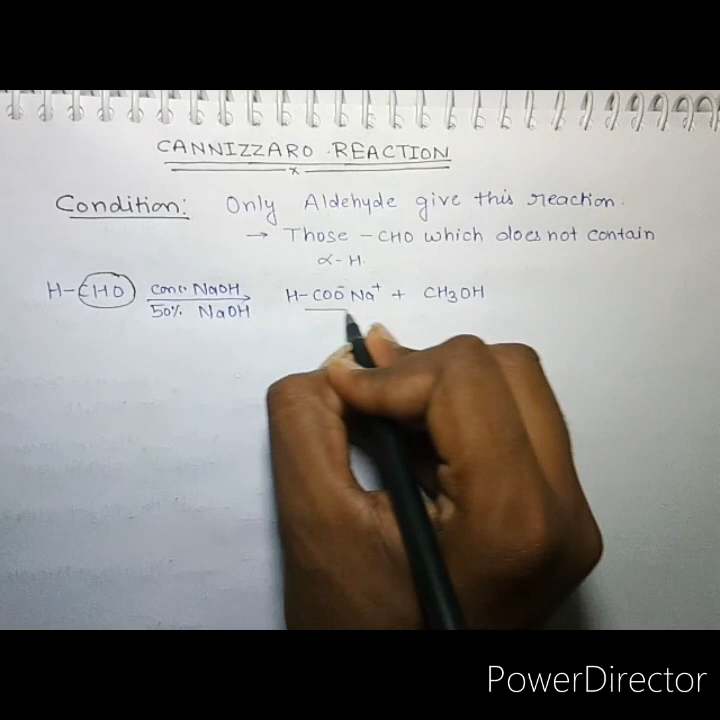 CANNIZZARO REACTION
x
Condition: Only Aldehyde give this reaction.
→ Those -CHO which does not contain
α-H.
H-CHO conc. NaOH H-COO⁻Na⁺ + CH₃OH
50% NaOH
PowerDirector